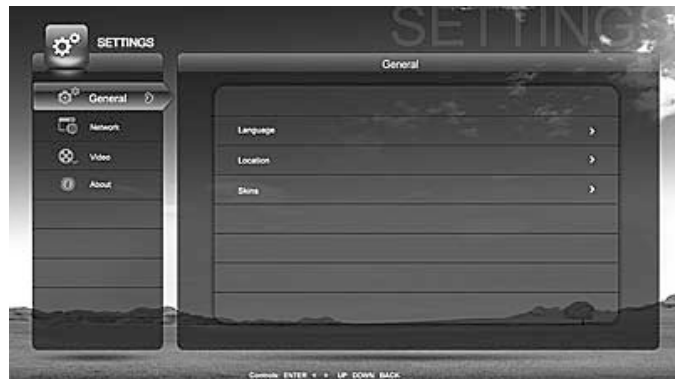 SETTINGS
SETTINGS
General
General
Network
Video
About
Language
Location
Skins
Controls: ENTER < > UP DOWN BACK